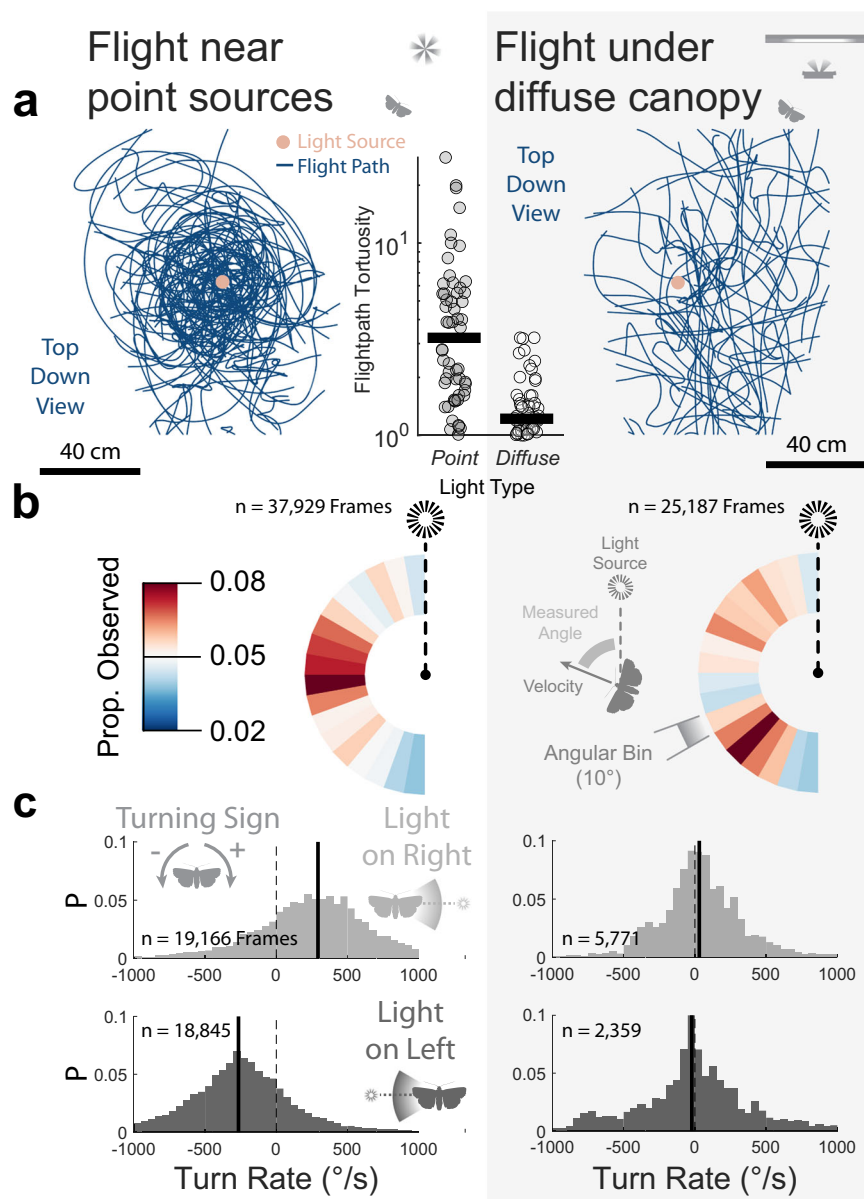 Flight near
point sources
Flight under
diffuse canopy
a
Light Source
Flight Path
Top
Down
View
40 cm
Flightpath Tortuosity
10¹
10⁰
Point Diffuse
Light Type
Top
Down
View
40 cm
b
n = 37,929 Frames
Prop. Observed
0.08
0.05
0.02
n = 25,187 Frames
Light
Source
Measured
Angle
Velocity
Angular Bin
(10°)
c
Turning Sign
- +
Light
on Right
P
0.1
0.05
0
n = 19,166 Frames
-1000 -500 0 500 1000
0.1
0.05
0
n = 5,771
-1000 -500 0 500 1000
Light
on Left
P
0.1
0.05
0
n = 18,845
-1000 -500 0 500 1000
Turn Rate (°/s)
0.1
0.05
0
n = 2,359
-1000 -500 0 500 1000
Turn Rate (°/s)